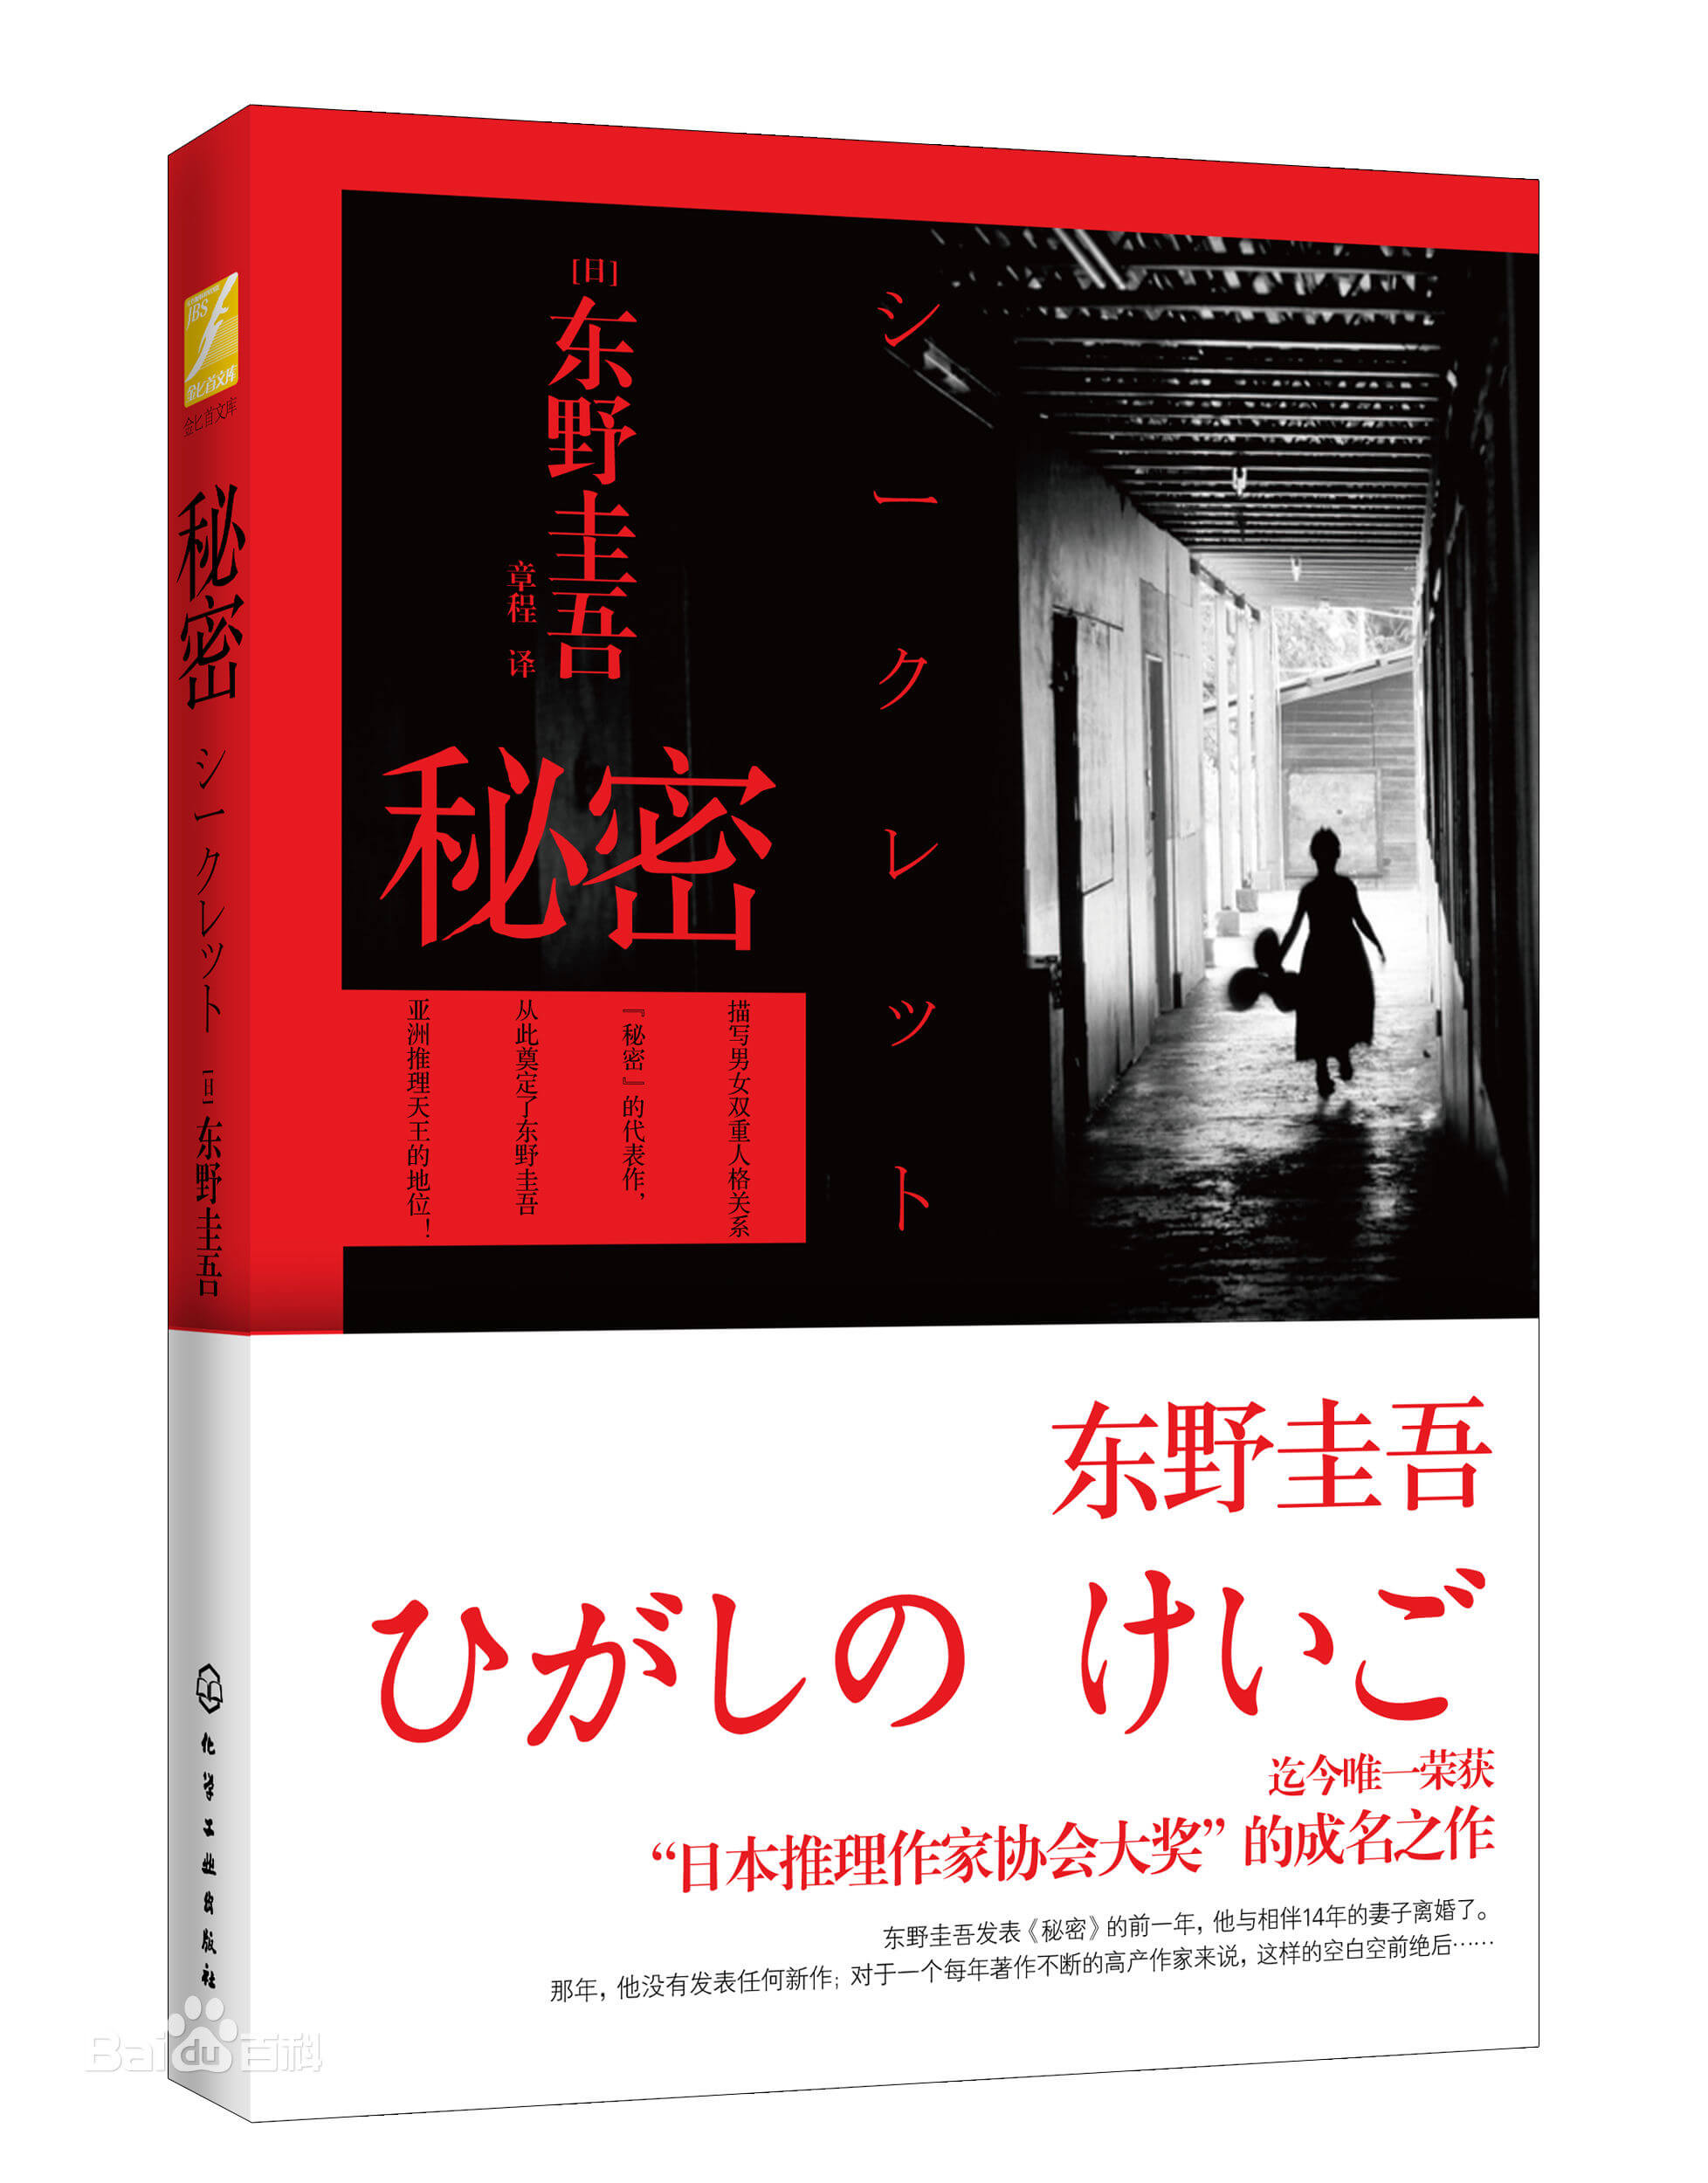 JBS
金匕首文库
金匕首文库
秘密
シークレット
[日]
东野圭吾
化学工业出版社
[日]
东野圭吾
章程 译
シークレット
秘密
描写男女双重人格关系
『秘密』的代表作，
从此奠定了东野圭吾
亚洲推理天王的地位！
东野圭吾
ひがしの けいご
迄今唯一荣获
“日本推理作家协会大奖”的成名之作
东野圭吾发表《秘密》的前一年，他与相伴14年的妻子离婚了。
那年，他没有发表任何新作；对于一个每年著作不断的高产作家来说，这样的空白空前绝后……
Baidu百科